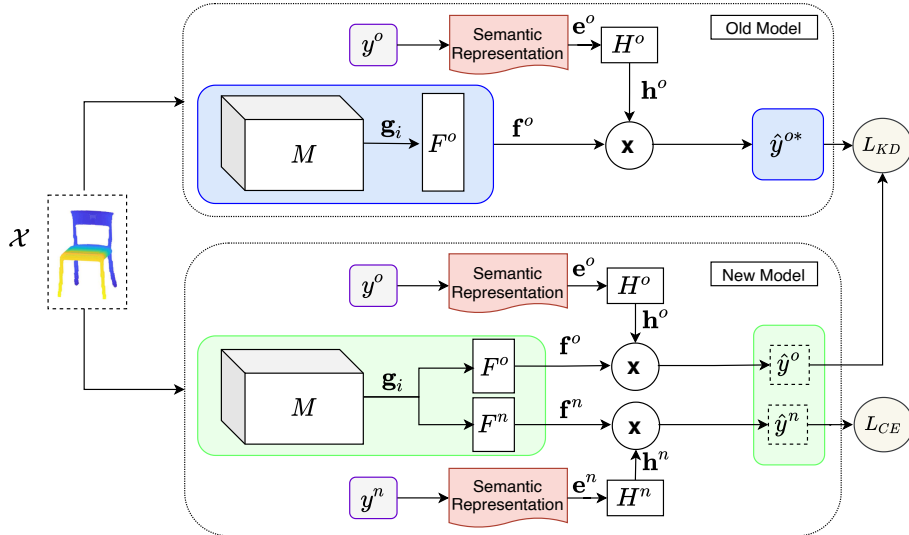 y^o
Semantic
Representation
e^o
H^o
Old Model
h^o
M
g_i
F^o
f^o
x
ŷ^{o*}
L_{KD}
𝒳
y^o
Semantic
Representation
e^o
H^o
New Model
h^o
M
g_i
F^o
f^o
x
ŷ^o
F^n
f^n
x
ŷ^n
L_{CE}
h^n
y^n
Semantic
Representation
e^n
H^n